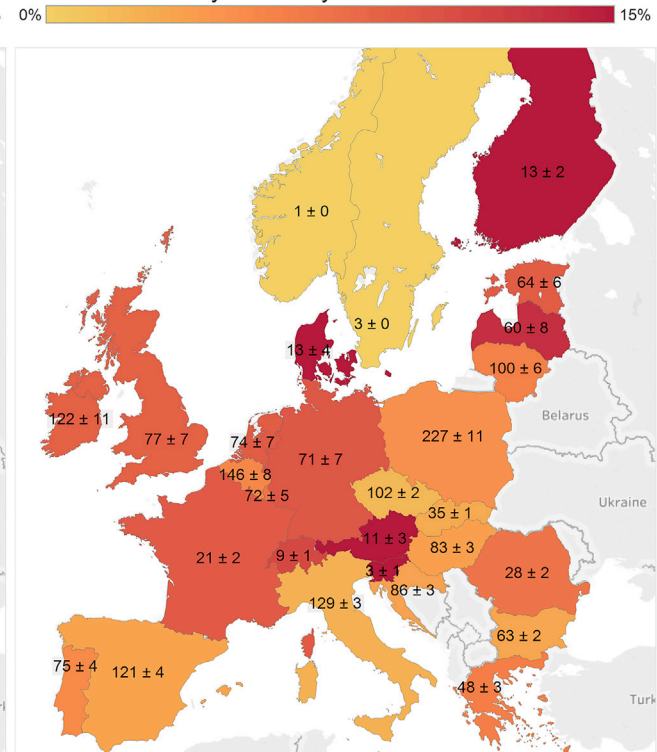 0%
15%
13 ± 2
1 ± 0
64 ± 6
3 ± 0
60 ± 8
13 ± 4
100 ± 6
Belarus
122 ± 11
77 ± 7
74 ± 7
71 ± 7
227 ± 11
146 ± 8
72 ± 5
102 ± 2
Ukraine
35 ± 1
11 ± 3
83 ± 3
21 ± 2
9 ± 1
3 ± 1
28 ± 2
86 ± 3
129 ± 3
63 ± 2
75 ± 4
121 ± 4
48 ± 3
Turk